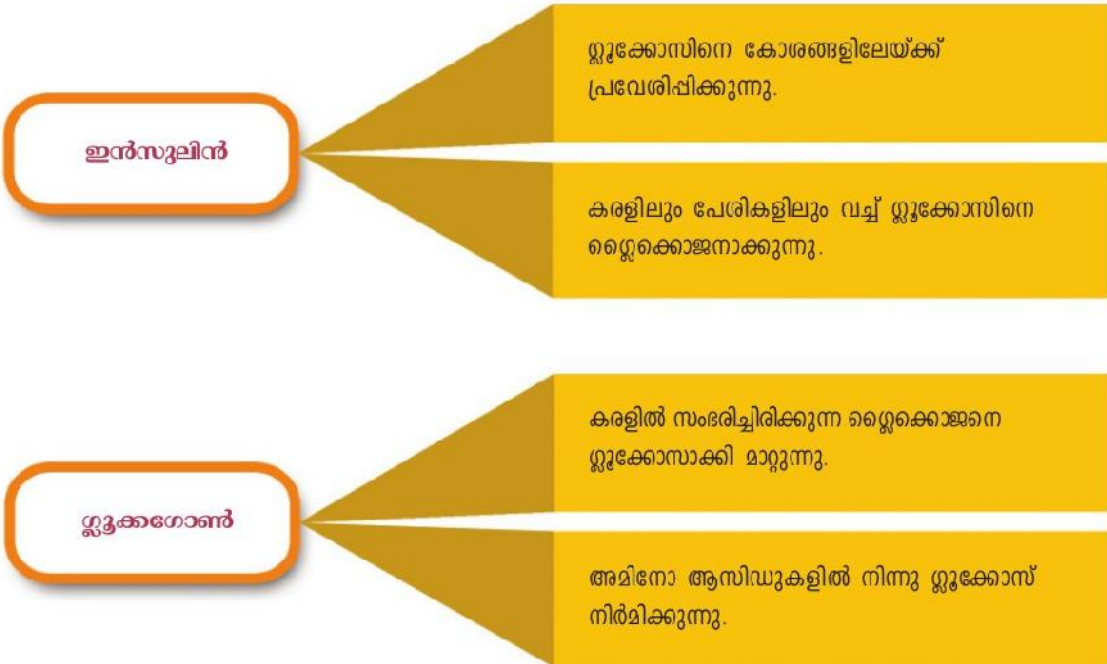 ഇൻസുലിൻ
ഗ്ലൂക്കോസിനെ കോശങ്ങളിലേയ്ക്ക്
പ്രവേശിപ്പിക്കുന്നു.
കരളിലും പേശികളിലും വച്ച് ഗ്ലൂക്കോസിനെ
ഗ്ലൈക്കൊജനാക്കുന്നു.
ഗ്ലൂക്കഗോൺ
കരളിൽ സംഭരിച്ചിരിക്കുന്ന ഗ്ലൈക്കൊജനെ
ഗ്ലൂക്കോസാക്കി മാറ്റുന്നു.
അമിനോ ആസിഡുകളിൽ നിന്നു ഗ്ലൂക്കോസ്
നിർമിക്കുന്നു.